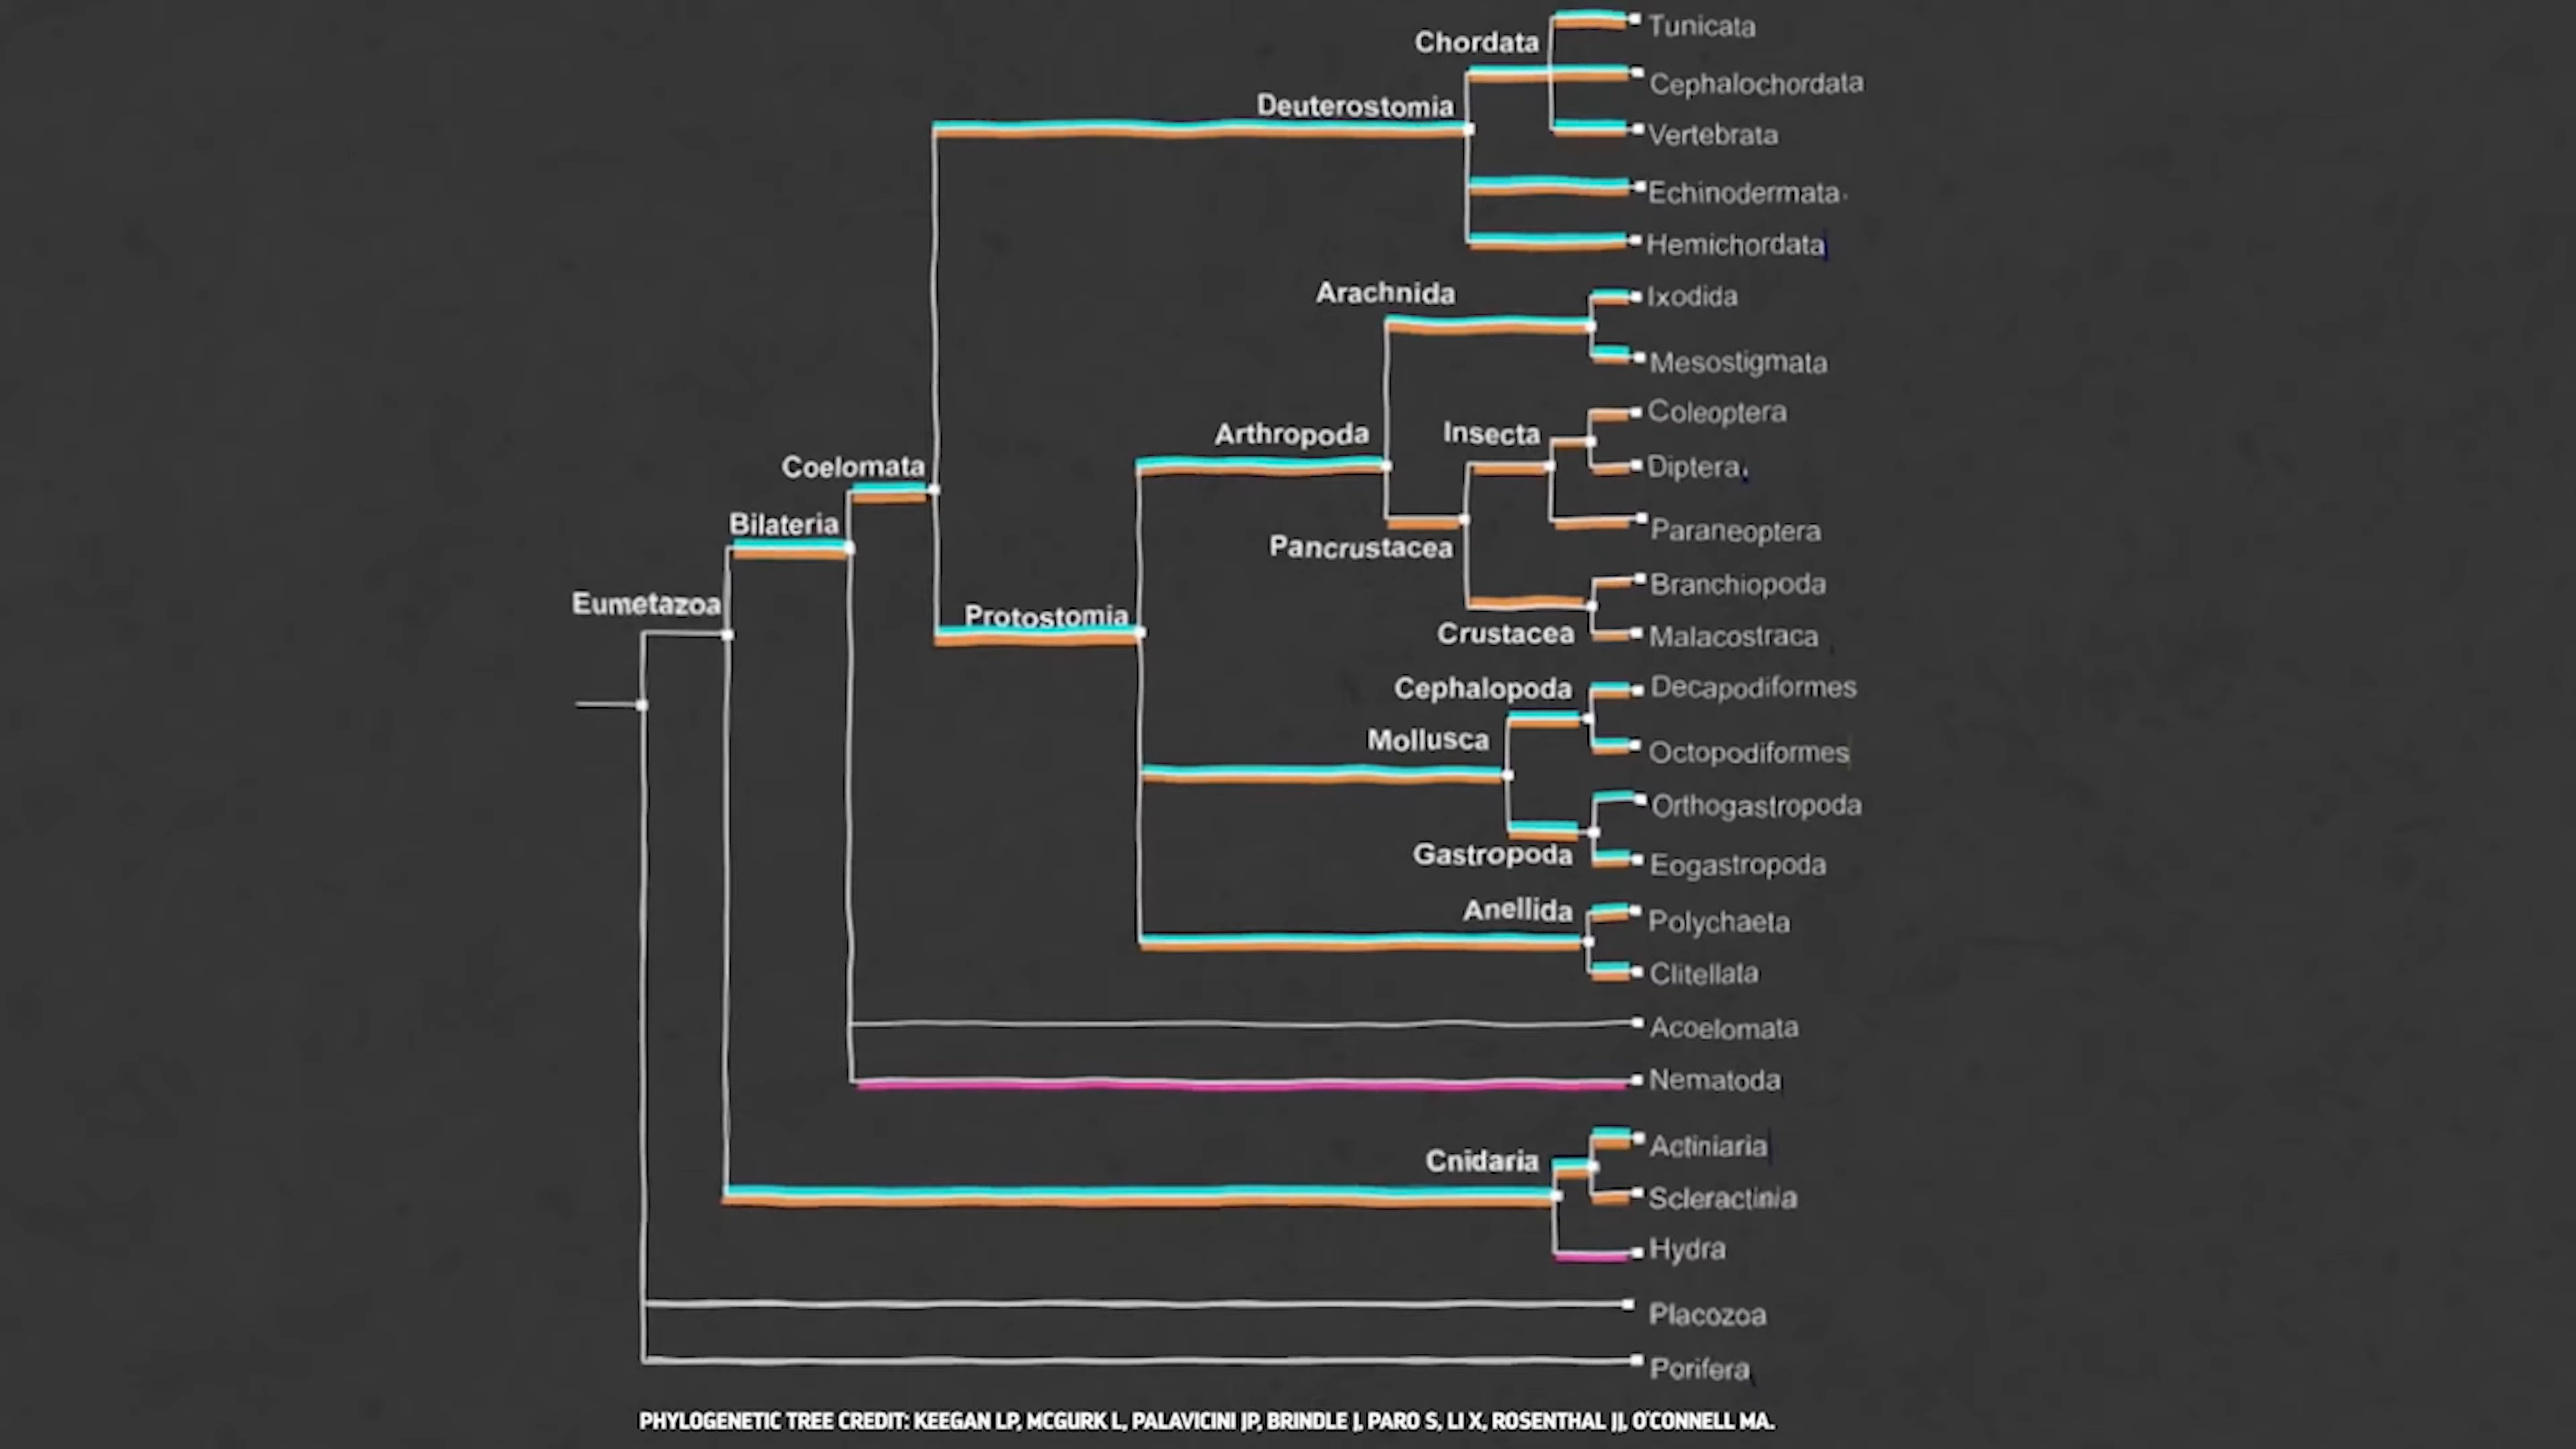 Tunicata
Chordata
Cephalochordata
Deuterostomia
Vertebrata
Echinodermata
Hemichordata
Arachnida
Ixodida
Mesostigmata
Coleoptera
Arthropoda
Insecta
Coelomata
Diptera
Bilateria
Paraneoptera
Pancrustacea
Branchiopoda
Eumetazoa
Protostomia
Crustacea
Malacostraca
Cephalopoda
Decapodiformes
Mollusca
Octopodiformes
Orthogastropoda
Gastropoda
Eogastropoda
Anellida
Polychaeta
Clitellata
Acoelomata
Nematoda
Actiniaria
Cnidaria
Scleractinia
Hydra
Placozoa
Porifera
PHYLOGENETIC TREE CREDIT: KEEGAN LP, MCGURK L, PALAVICINI JP, BRINDLE J, PARO S, LI X, ROSENTHAL JJ, O'CONNELL MA.